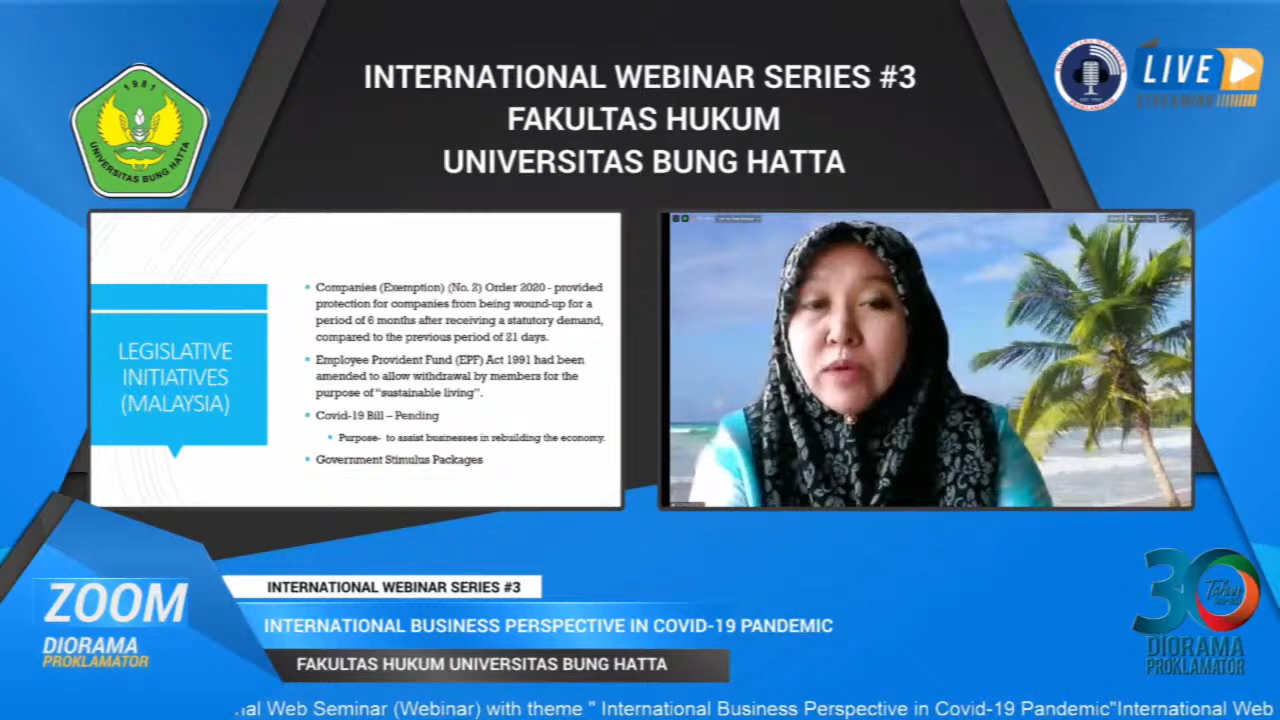 INTERNATIONAL WEBINAR SERIES #3
FAKULTAS HUKUM
UNIVERSITAS BUNG HATTA
1981
UNIVERSITAS BUNG HATTA
LIVE
STREAMING
LEGISLATIVE
INITIATIVES
(MALAYSIA)
• Companies (Exemption) (No. 2) Order 2020 - provided
protection for companies from being wound-up for a
period of 6 months after receiving a statutory demand,
compared to the previous period of 21 days.
• Employee Provident Fund (EPF) Act 1991 had been
amended to allow withdrawal by members for the
purpose of “sustainable living”.
• Covid-19 Bill – Pending
• Purpose- to assist businesses in rebuilding the economy.
• Government Stimulus Packages
ZOOM
DIORAMA
PROKLAMATOR
INTERNATIONAL WEBINAR SERIES #3
INTERNATIONAL BUSINESS PERSPECTIVE IN COVID-19 PANDEMIC
FAKULTAS HUKUM UNIVERSITAS BUNG HATTA
30
Tahun
DIORAMA
PROKLAMATOR
al Web Seminar (Webinar) with theme " International Business Perspective in Covid-19 Pandemic"International Web